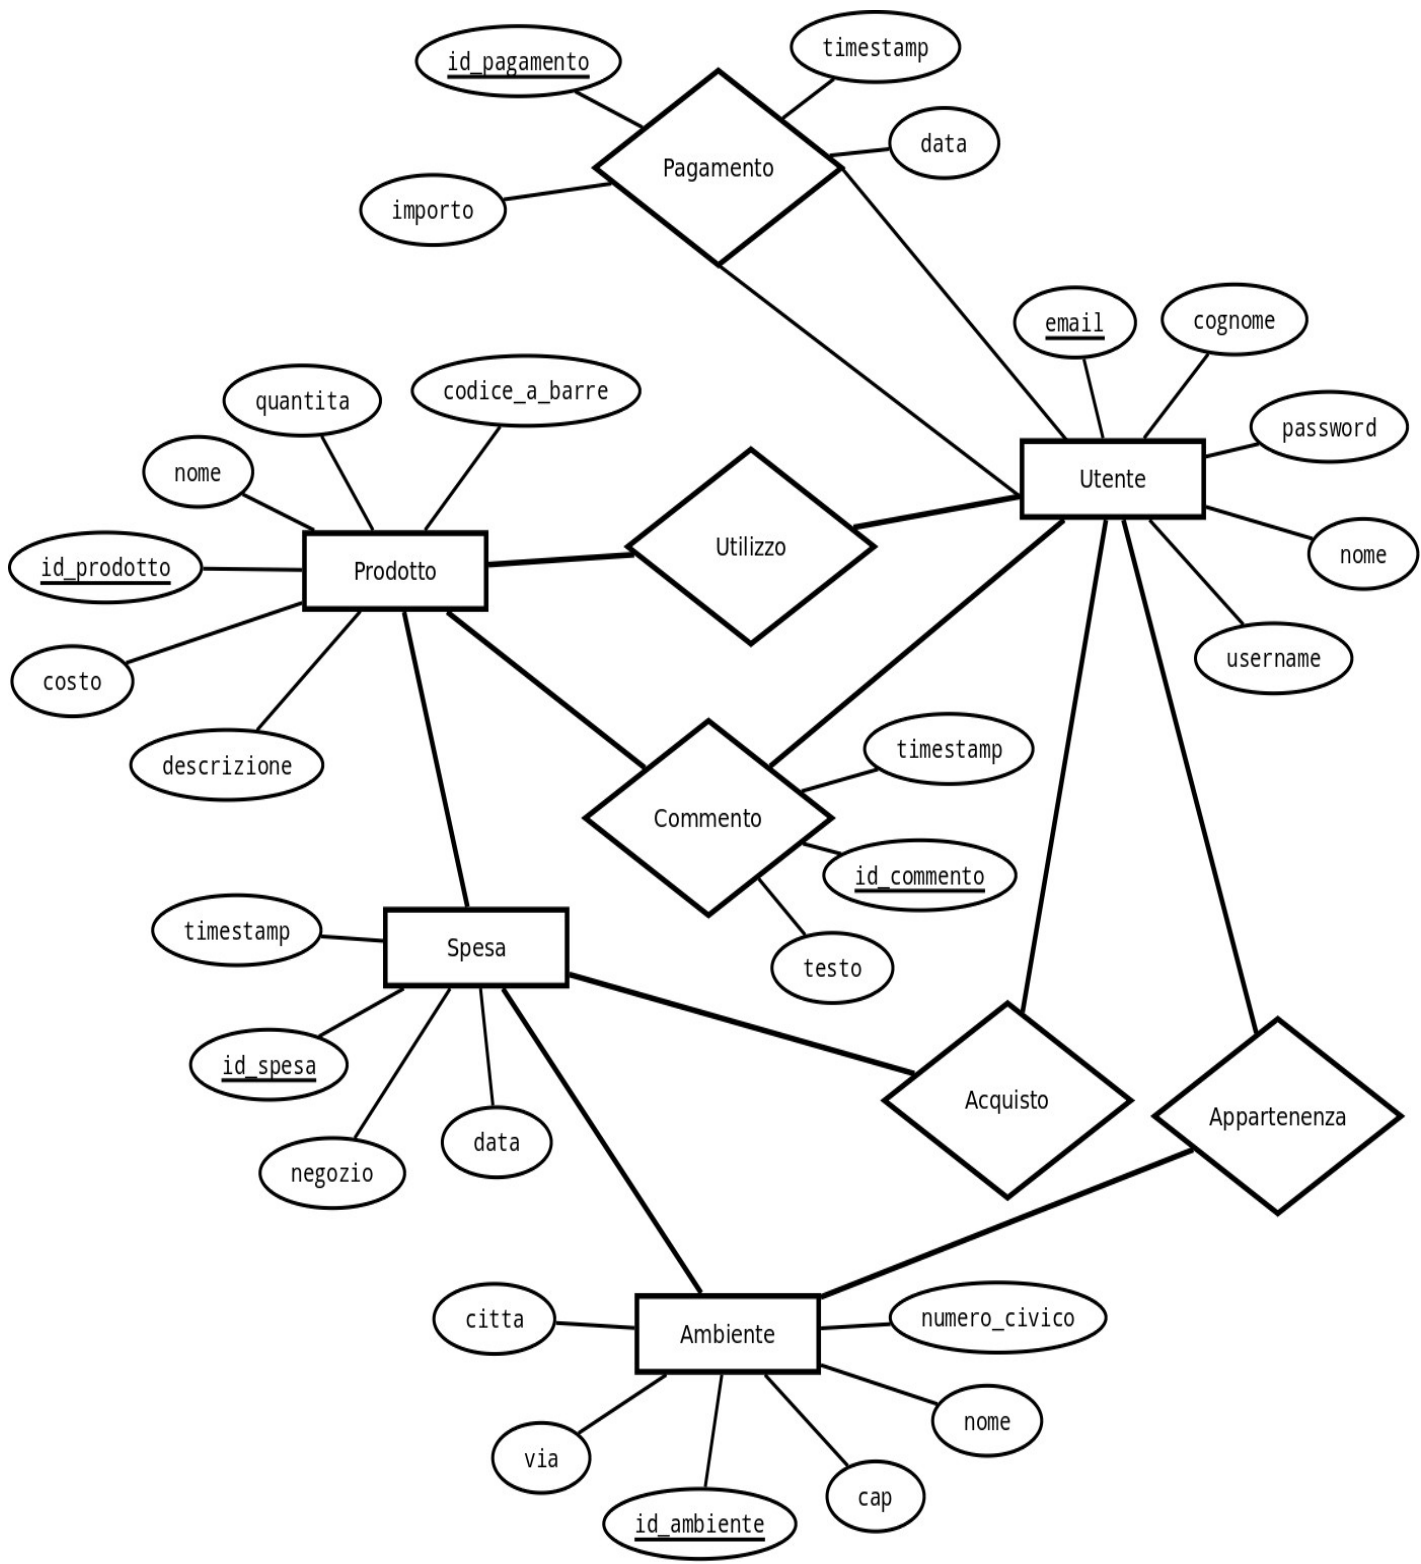 timestamp
id_pagamento
data
Pagamento
importo
email
cognome
quantita
codice_a_barre
password
nome
Utente
Utilizzo
nome
id_prodotto
Prodotto
costo
username
descrizione
timestamp
Commento
id_commento
timestamp
Spesa
testo
id_spesa
Acquisto
Appartenenza
data
negozio
citta
numero_civico
Ambiente
nome
via
cap
id_ambiente